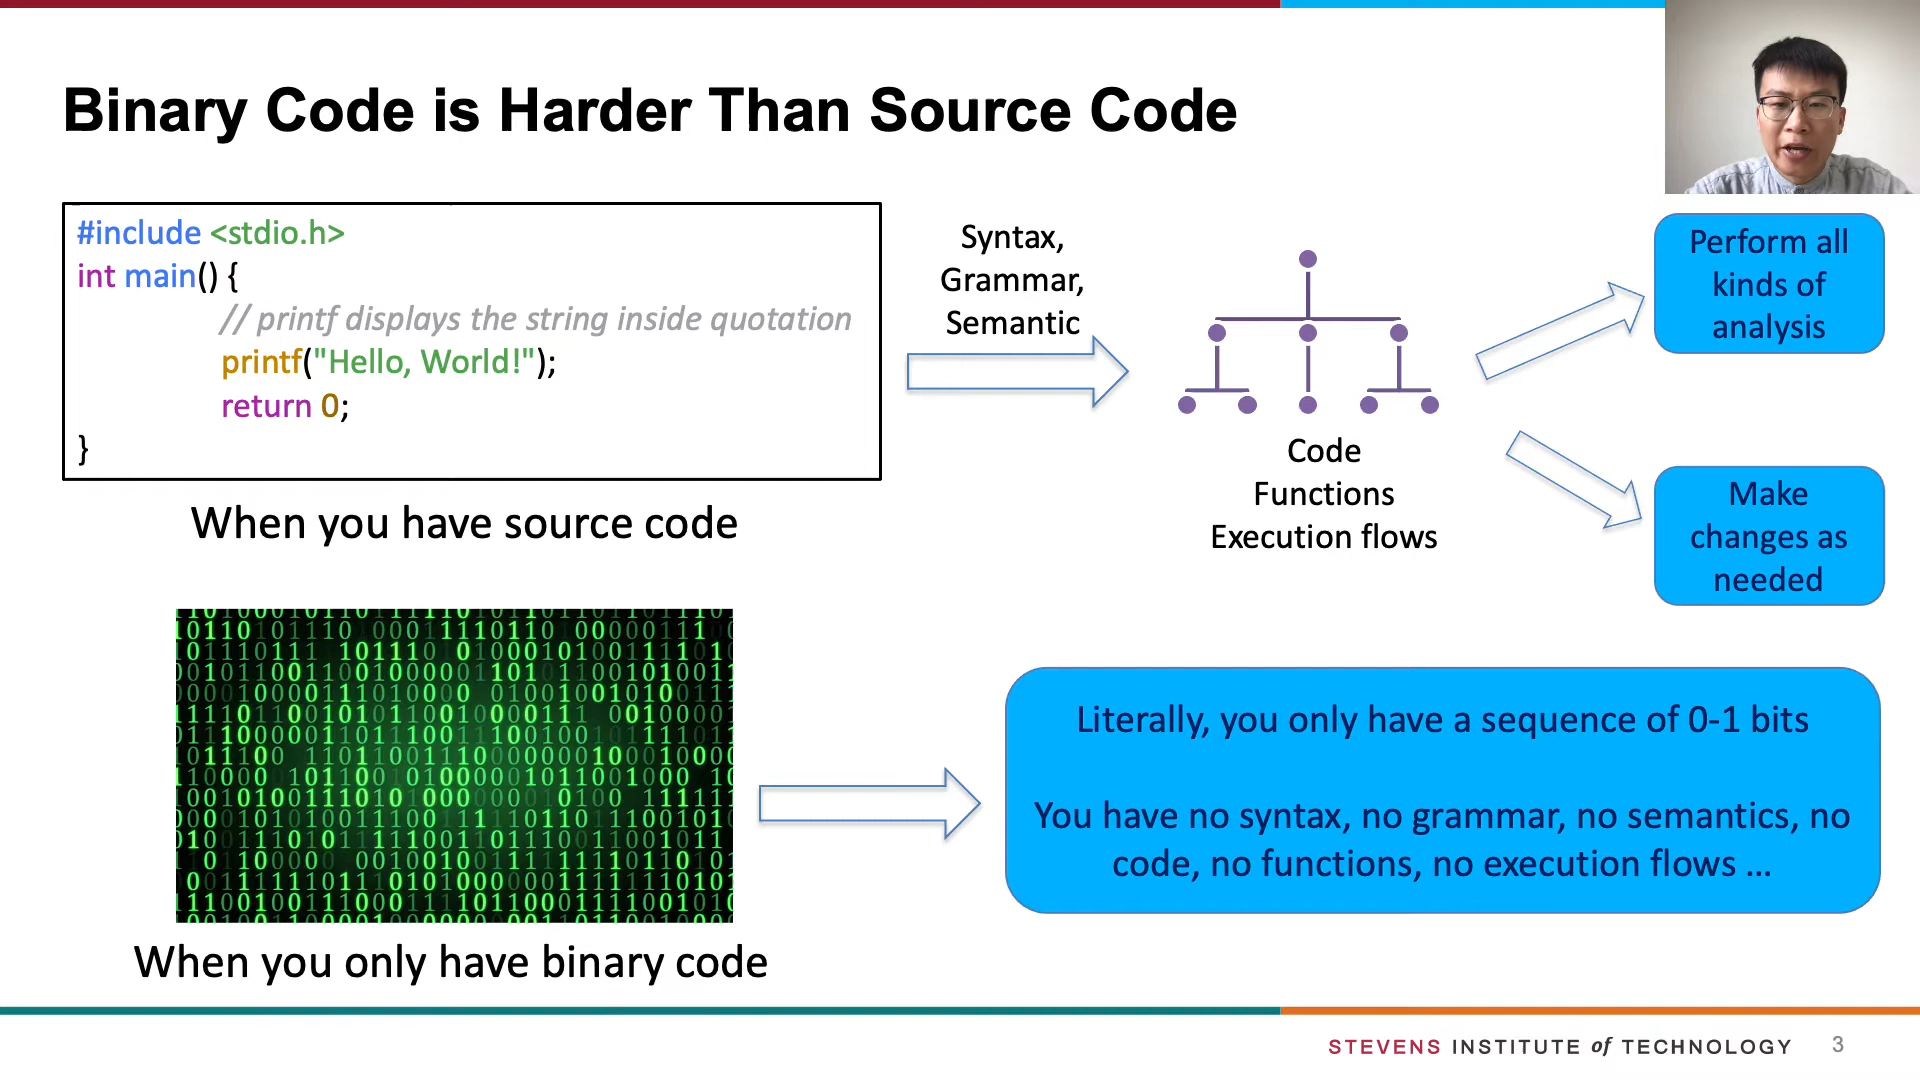 Binary Code is Harder Than Source Code
#include <stdio.h>
int main() {
// printf displays the string inside quotation
printf("Hello, World!");
return 0;
}
When you have source code
Syntax,
Grammar,
Semantic
Code
Functions
Execution flows
Perform all
kinds of
analysis
Make
changes as
needed
When you only have binary code
Literally, you only have a sequence of 0-1 bits
You have no syntax, no grammar, no semantics, no
code, no functions, no execution flows ...
STEVENS INSTITUTE of TECHNOLOGY 3